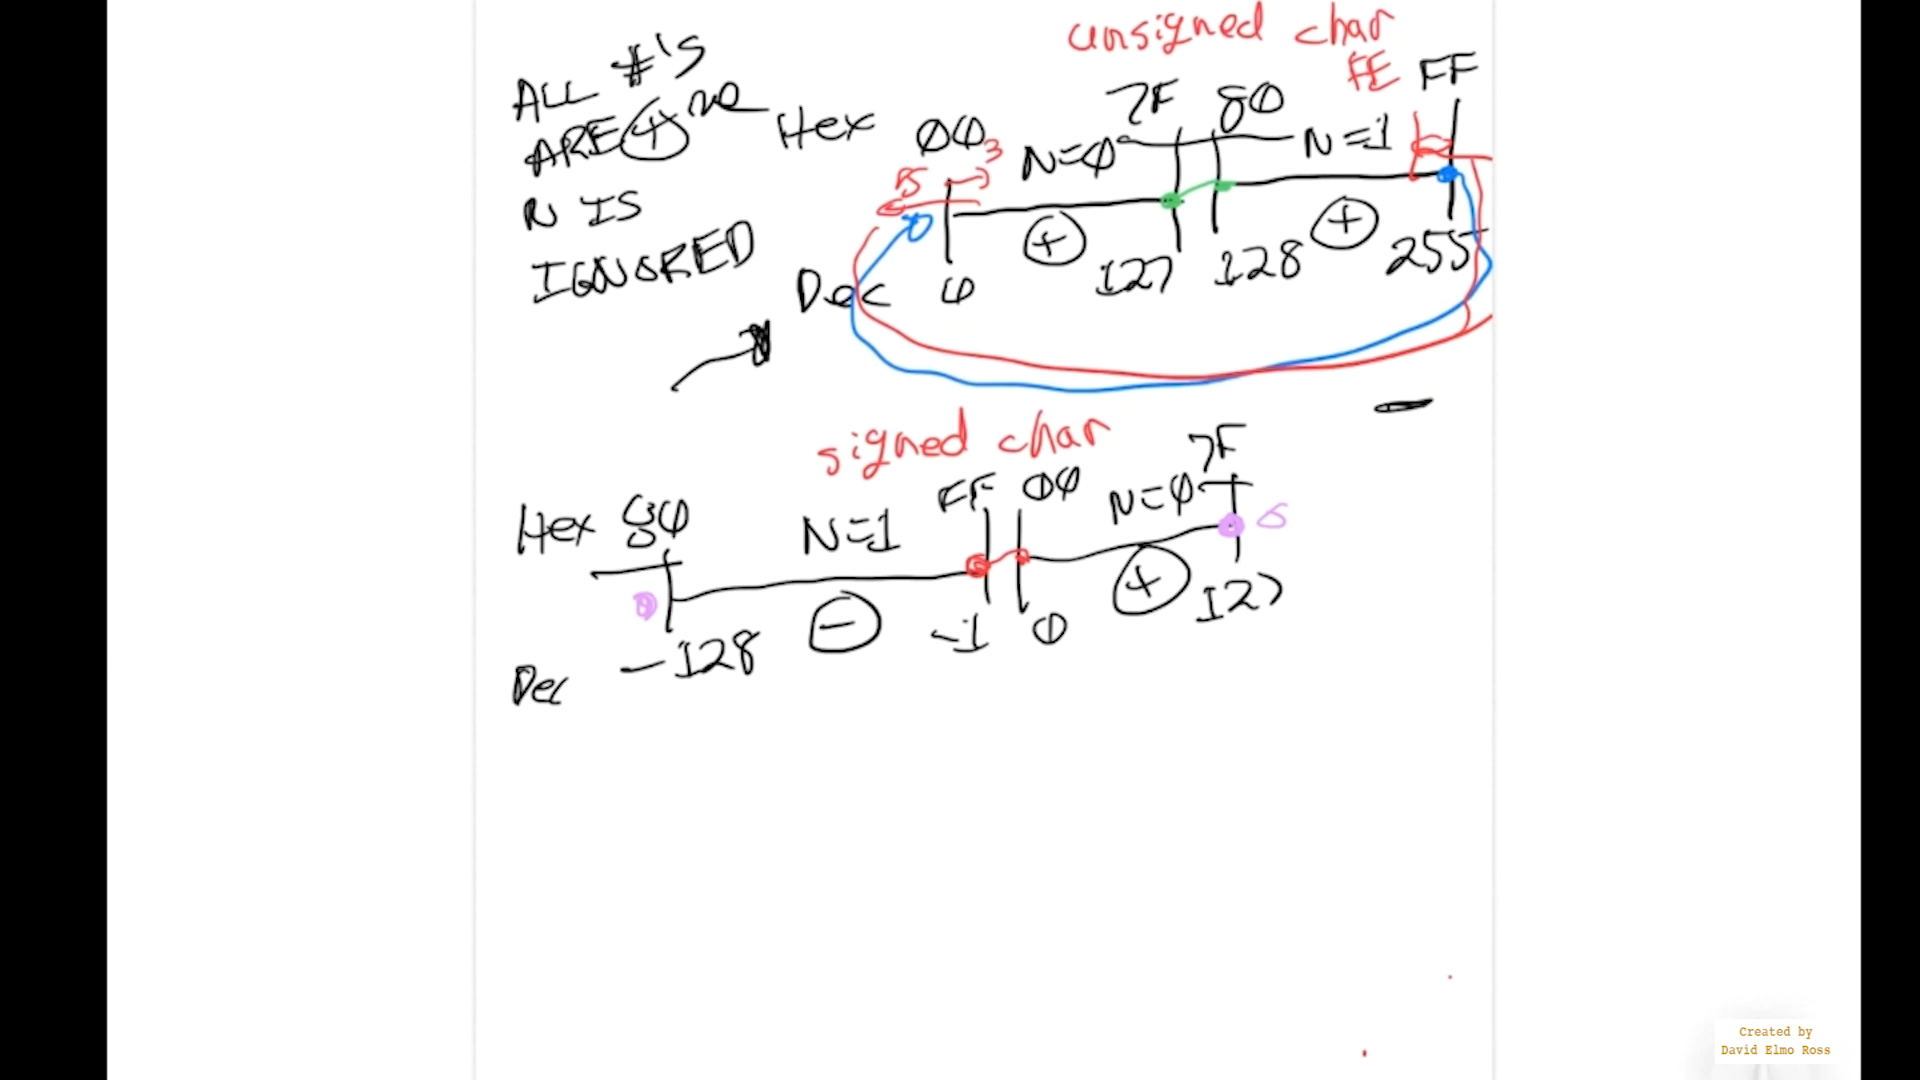 unsigned char
ALL #'S
ARE + ve
N IS
IGNORED
Hex 00 7F 80 FE FF
3 N=0 N=1
+ +
Dec 0 127 128 255
signed char
Hex 80 FF 00 7F
N=1 N=0
- +
Dec -128 -1 0 127
Created by
David Elmo Ross